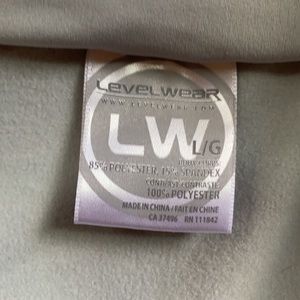 LEVELWEAR
WWW.LEVELWEAR.COM
LW
L/G
85% POLYESTER, 15% SPANDEX
CONTRAST/CONTRASTE:
100% POLYESTER
MADE IN CHINA / FAIT EN CHINE
CA 37496 RN 111842